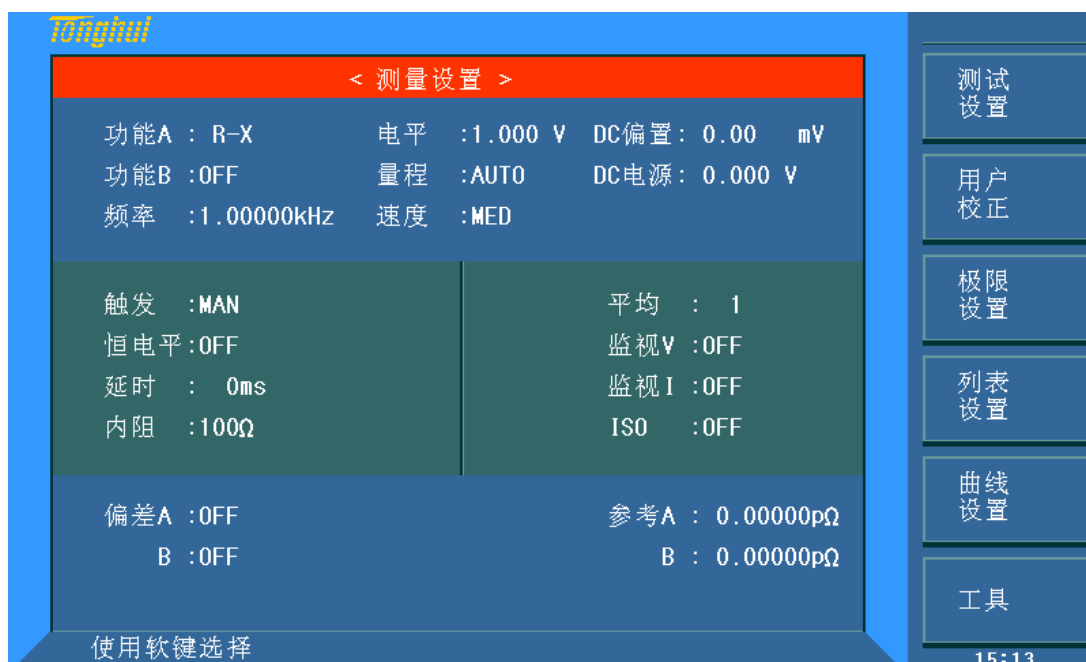 Tonghui
< 测量设置 >
功能A : R-X 电平 :1.000 V DC偏置: 0.00 mV
功能B :OFF 量程 :AUTO DC电源: 0.000 V
频率 :1.00000kHz 速度 :MED
触发 :MAN 平均 : 1
恒电平:OFF 监视V :OFF
延时 : 0ms 监视I :OFF
内阻 :100Ω ISO :OFF
偏差A :OFF 参考A : 0.00000pΩ
B :OFF B : 0.00000pΩ
使用软键选择
测试
设置
用户
校正
极限
设置
列表
设置
曲线
设置
工具
15:13